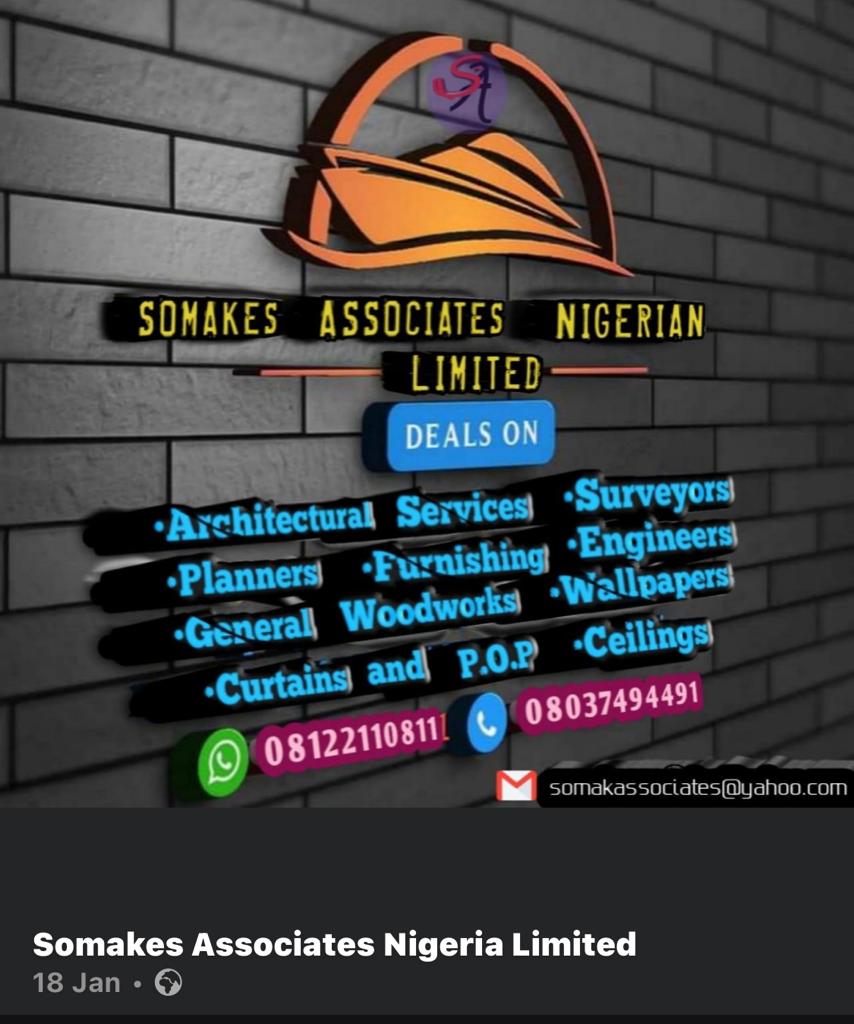 SA
SOMAKES ASSOCIATES NIGERIAN
LIMITED
DEALS ON
•Architectural Services •Surveyors
•Planners •Furnishing •Engineers
•General Woodworks •Wallpapers
•Curtains and P.O.P •Ceilings
08122110811 08037494491
somakassociates@yahoo.com
Somakes Associates Nigeria Limited
18 Jan •